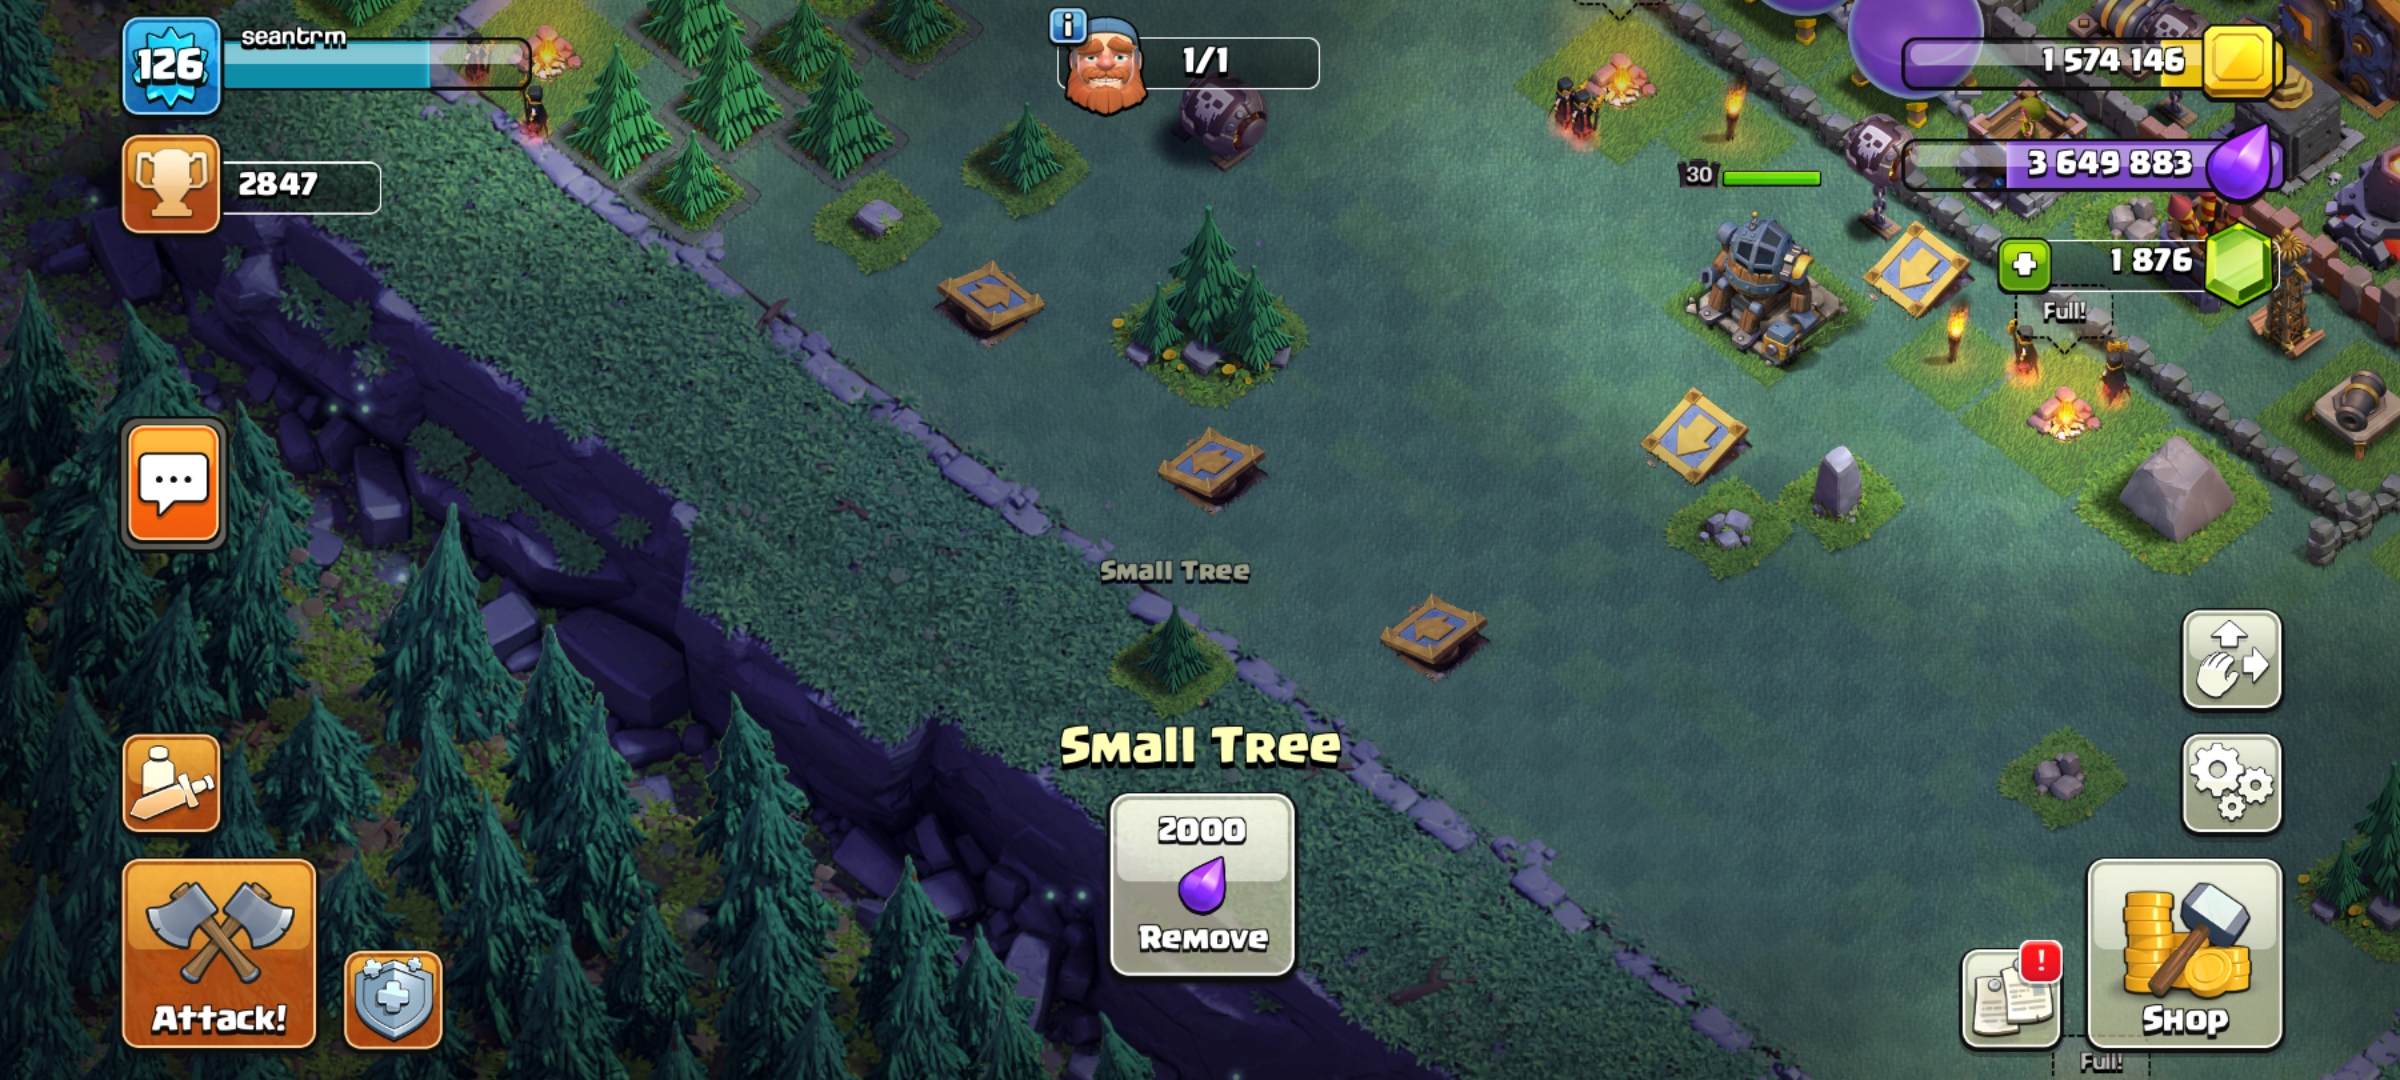 126
seantrm
i
1/1
1 574 146
2847
30
3 649 883
1 876
Full!
Small Tree
Small Tree
2000
Remove
Attack!
!
Shop
Full!